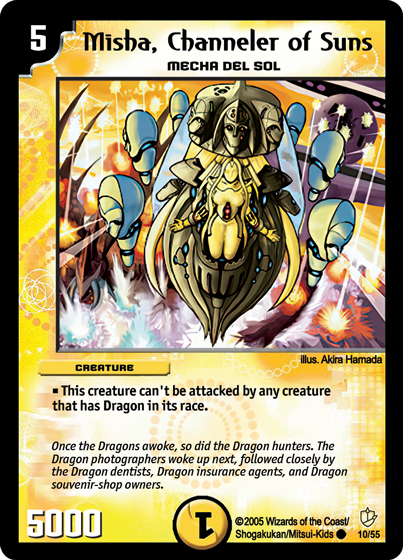 5 Misha, Channeler of Suns
MECHA DEL SOL
illus. Akira Hamada
CREATURE
▪ This creature can't be attacked by any creature
that has Dragon in its race.
Once the Dragons awoke, so did the Dragon hunters. The
Dragon photographers woke up next, followed closely by
the Dragon dentists, Dragon insurance agents, and Dragon
souvenir-shop owners.
5000
1
©2005 Wizards of the Coast/
Shogakukan/Mitsui-Kids ● 10/55